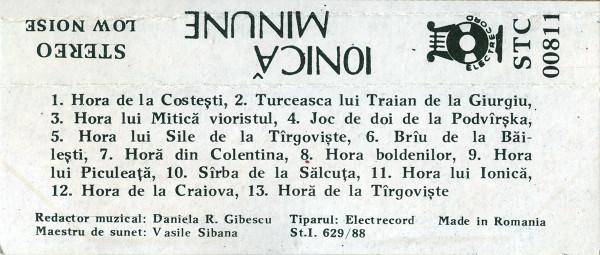 STEREO
LOW NOISE
IONICĂ
MINUNE
ELECTRECORD
STC
00811
1. Hora de la Costești, 2. Turceasca lui Traian de la Giurgiu,
3. Hora lui Mitică vioristul, 4. Joc de doi de la Podvîrșka,
5. Hora lui Sile de la Tîrgoviște, 6. Brîu de la Băi-
lești, 7. Horă din Colentina, 8. Hora boldenilor, 9. Hora
lui Piculeață, 10. Sîrba de la Sălcuța, 11. Hora lui Ionică,
12. Hora de la Craiova, 13. Horă de la Tîrgoviște
Redactor muzical: Daniela R. Gibescu Tiparul: Electrecord Made in Romania
Maestru de sunet: Vasile Sibana St.I. 629/88